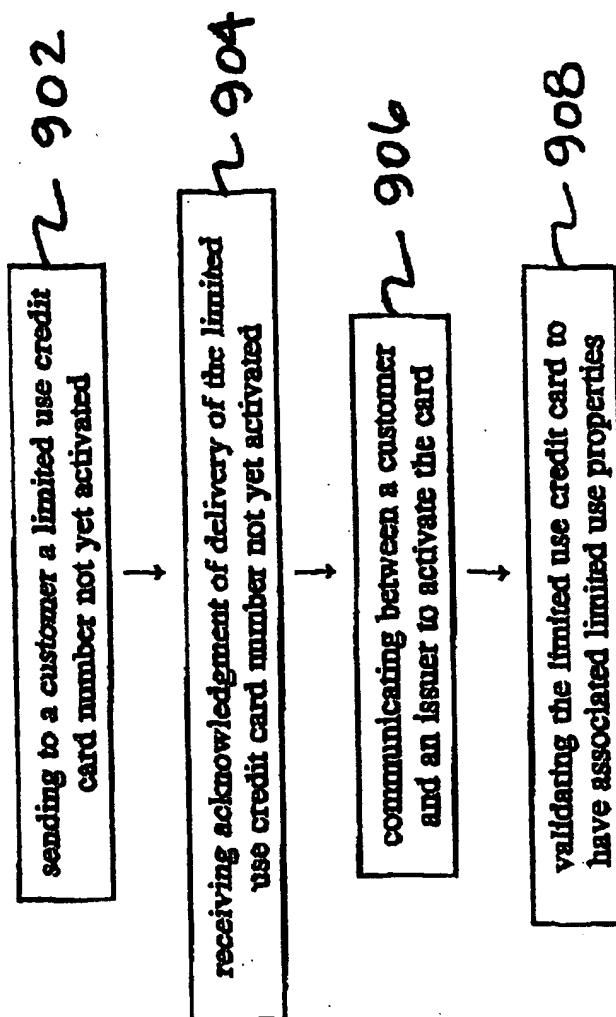 sending to a customer a limited use credit
card number not yet activated
902
receiving acknowledgment of delivery of the limited
use credit card number not yet activated
904
communicating between a customer
and an issuer to activate the card
906
validating the limited use credit card to
have associated limited use properties
908